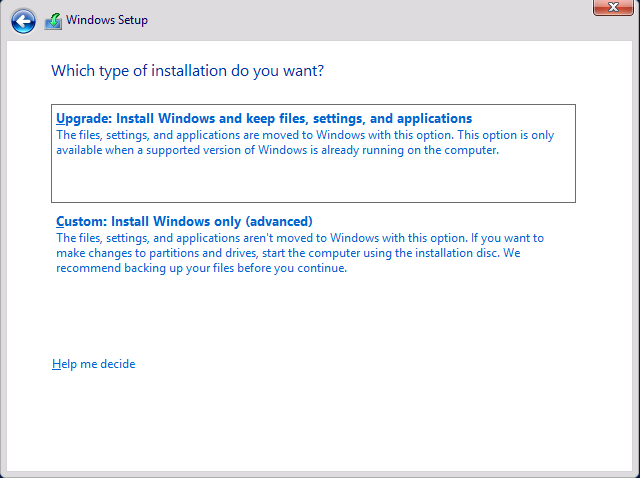 Windows Setup
Which type of installation do you want?
Upgrade: Install Windows and keep files, settings, and applications
The files, settings, and applications are moved to Windows with this option. This option is only
available when a supported version of Windows is already running on the computer.
Custom: Install Windows only (advanced)
The files, settings, and applications aren't moved to Windows with this option. If you want to
make changes to partitions and drives, start the computer using the installation disc. We
recommend backing up your files before you continue.
Help me decide